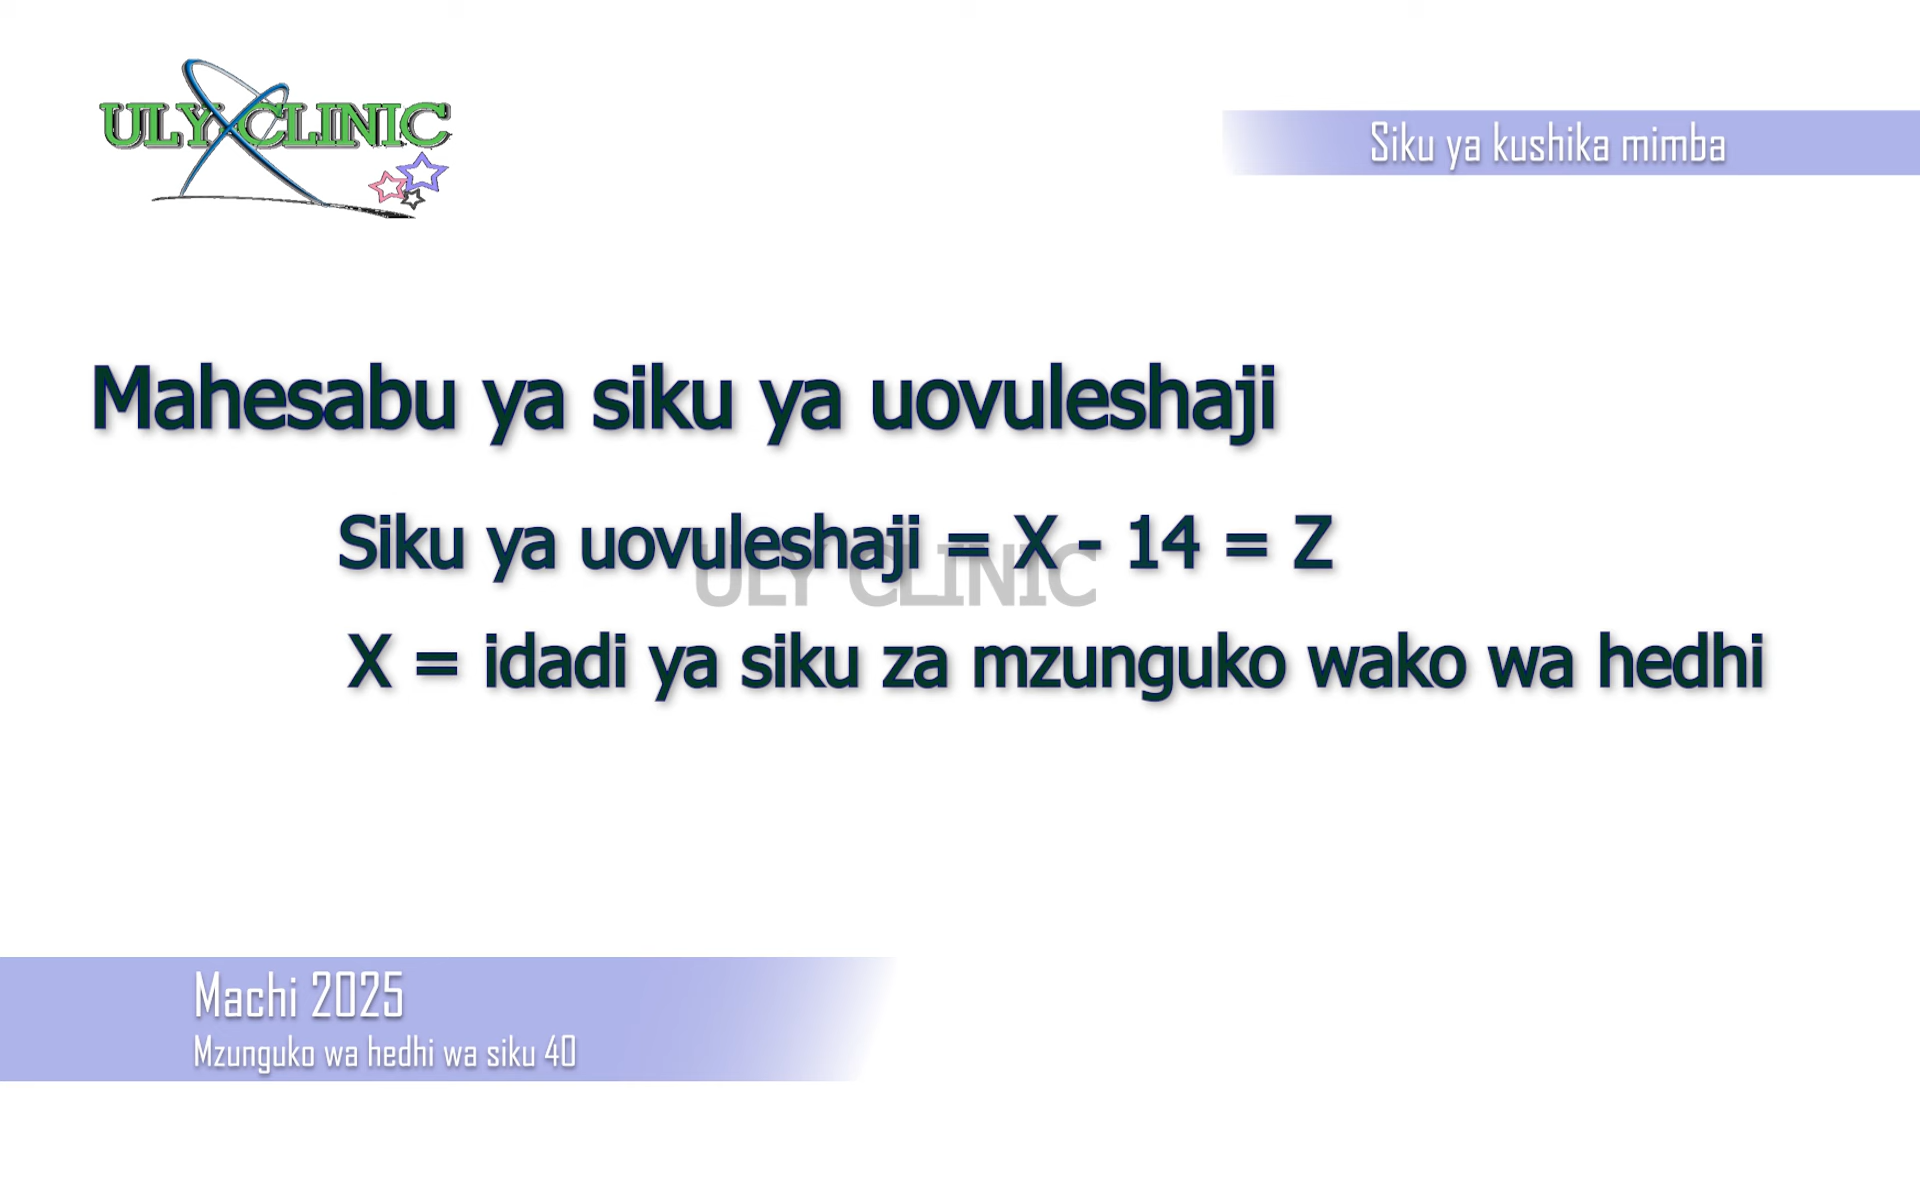 ULY CLINIC
Siku ya kushika mimba
Mahesabu ya siku ya uovuleshaji
Siku ya uovuleshaji = X - 14 = Z
ULY CLINIC
X = idadi ya siku za mzunguko wako wa hedhi
Machi 2025
Mzunguko wa hedhi wa siku 40